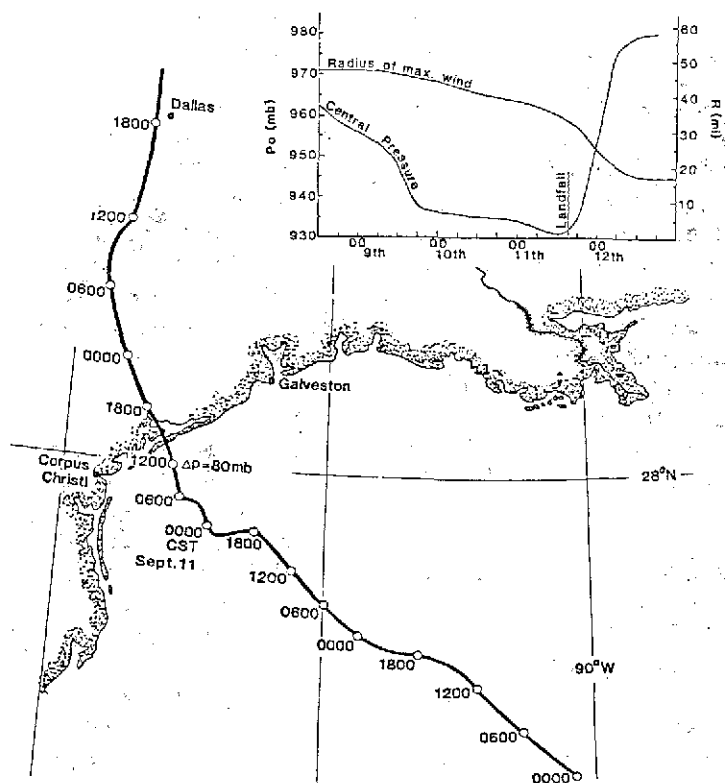 980
970
960
950
940
930
Po (mb)
Radius of max. wind
Central Pressure
Landfall
60
50
40
30
20
10
0
R (mi)
00 00 00 00
9th 10th 11th 12th
Dallas
1800
1200
0600
0000
1800
Galveston
Corpus
Christi
1200 Δp=80mb
28°N
0600
0000
CST
Sept.11
1800
1200
0600
0000
1800
90°W
1200
0600
0000